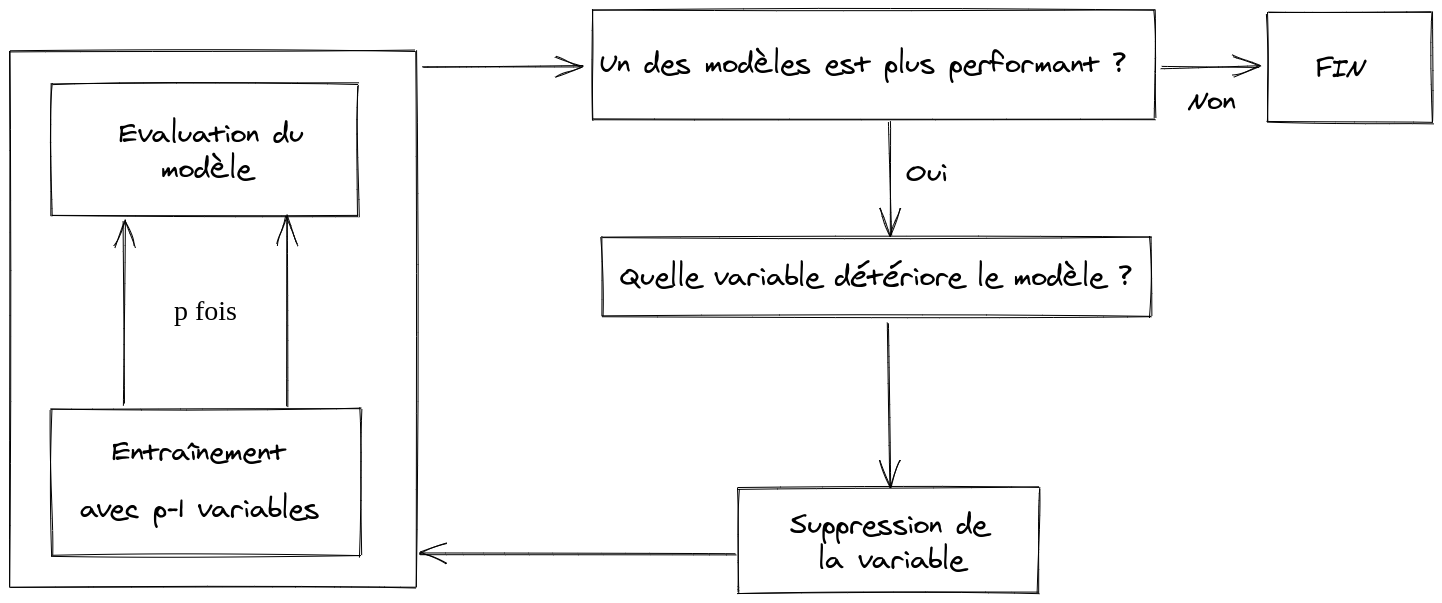 Evaluation du
modèle
p fois
Entraînement
avec p-1 variables
Un des modèles est plus performant ?
Non
FIN
Oui
Quelle variable détériore le modèle ?
Suppression de
la variable